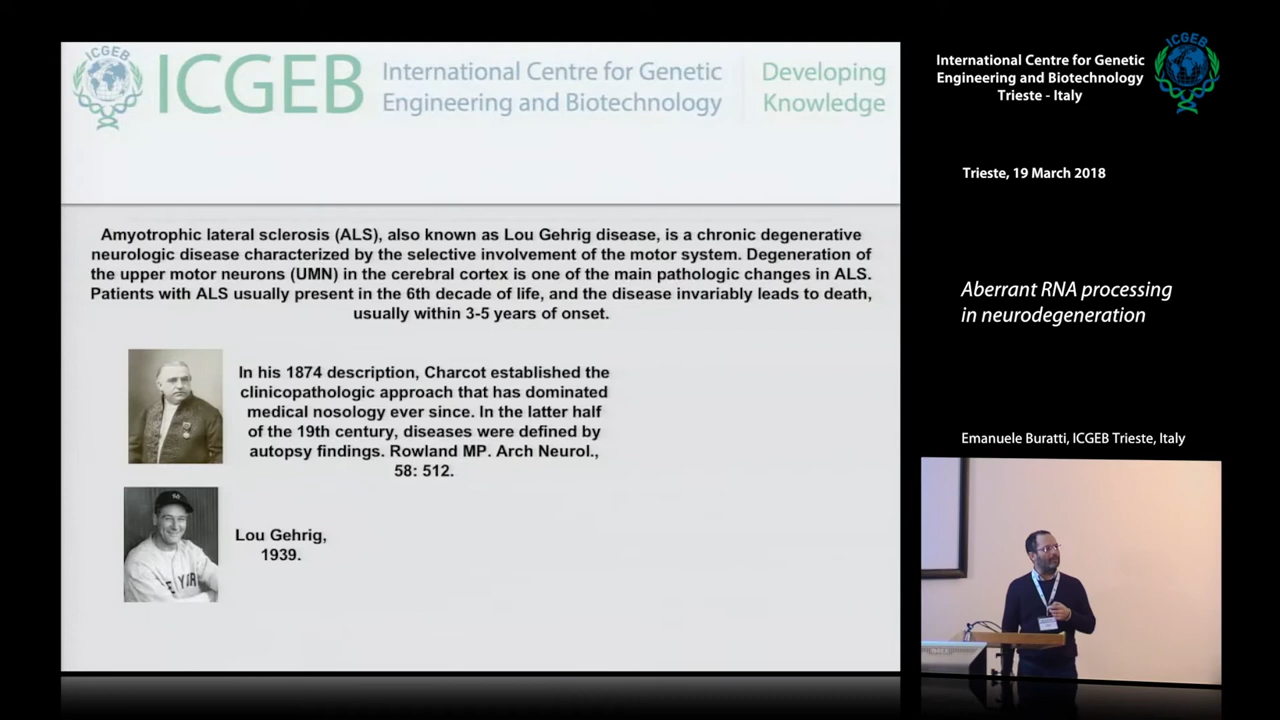 ICGEB
ICGEB
International Centre for Genetic
Engineering and Biotechnology
Developing
Knowledge
Amyotrophic lateral sclerosis (ALS), also known as Lou Gehrig disease, is a chronic degenerative
neurologic disease characterized by the selective involvement of the motor system. Degeneration of
the upper motor neurons (UMN) in the cerebral cortex is one of the main pathologic changes in ALS.
Patients with ALS usually present in the 6th decade of life, and the disease invariably leads to death,
usually within 3-5 years of onset.
In his 1874 description, Charcot established the
clinicopathologic approach that has dominated
medical nosology ever since. In the latter half
of the 19th century, diseases were defined by
autopsy findings. Rowland MP. Arch Neurol.,
58: 512.
Lou Gehrig,
1939.
International Centre for Genetic
Engineering and Biotechnology
Trieste - Italy
ICGEB
Trieste, 19 March 2018
Aberrant RNA processing
in neurodegeneration
Emanuele Buratti, ICGEB Trieste, Italy